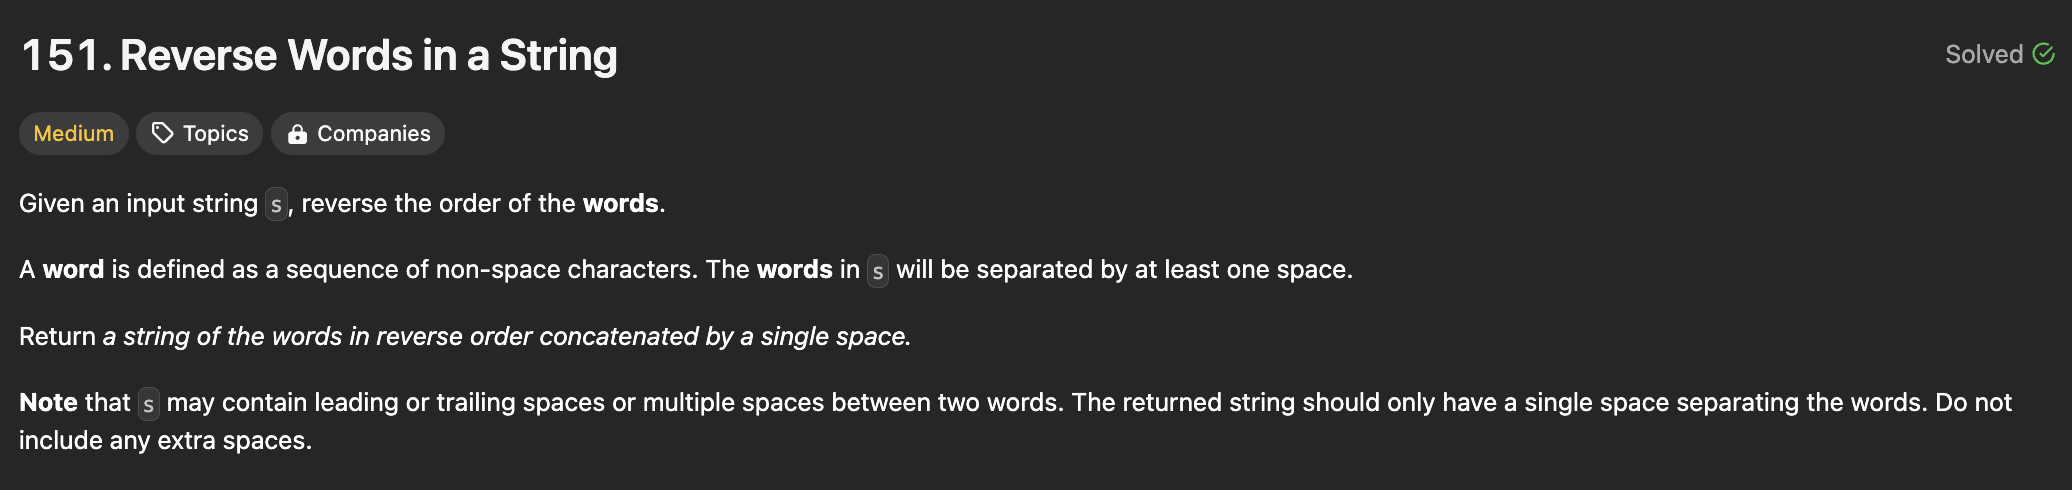 151. Reverse Words in a String
Solved
Medium
Topics
Companies
Given an input string s, reverse the order of the words.
A word is defined as a sequence of non-space characters. The words in s will be separated by at least one space.
Return a string of the words in reverse order concatenated by a single space.
Note that s may contain leading or trailing spaces or multiple spaces between two words. The returned string should only have a single space separating the words. Do not
include any extra spaces.